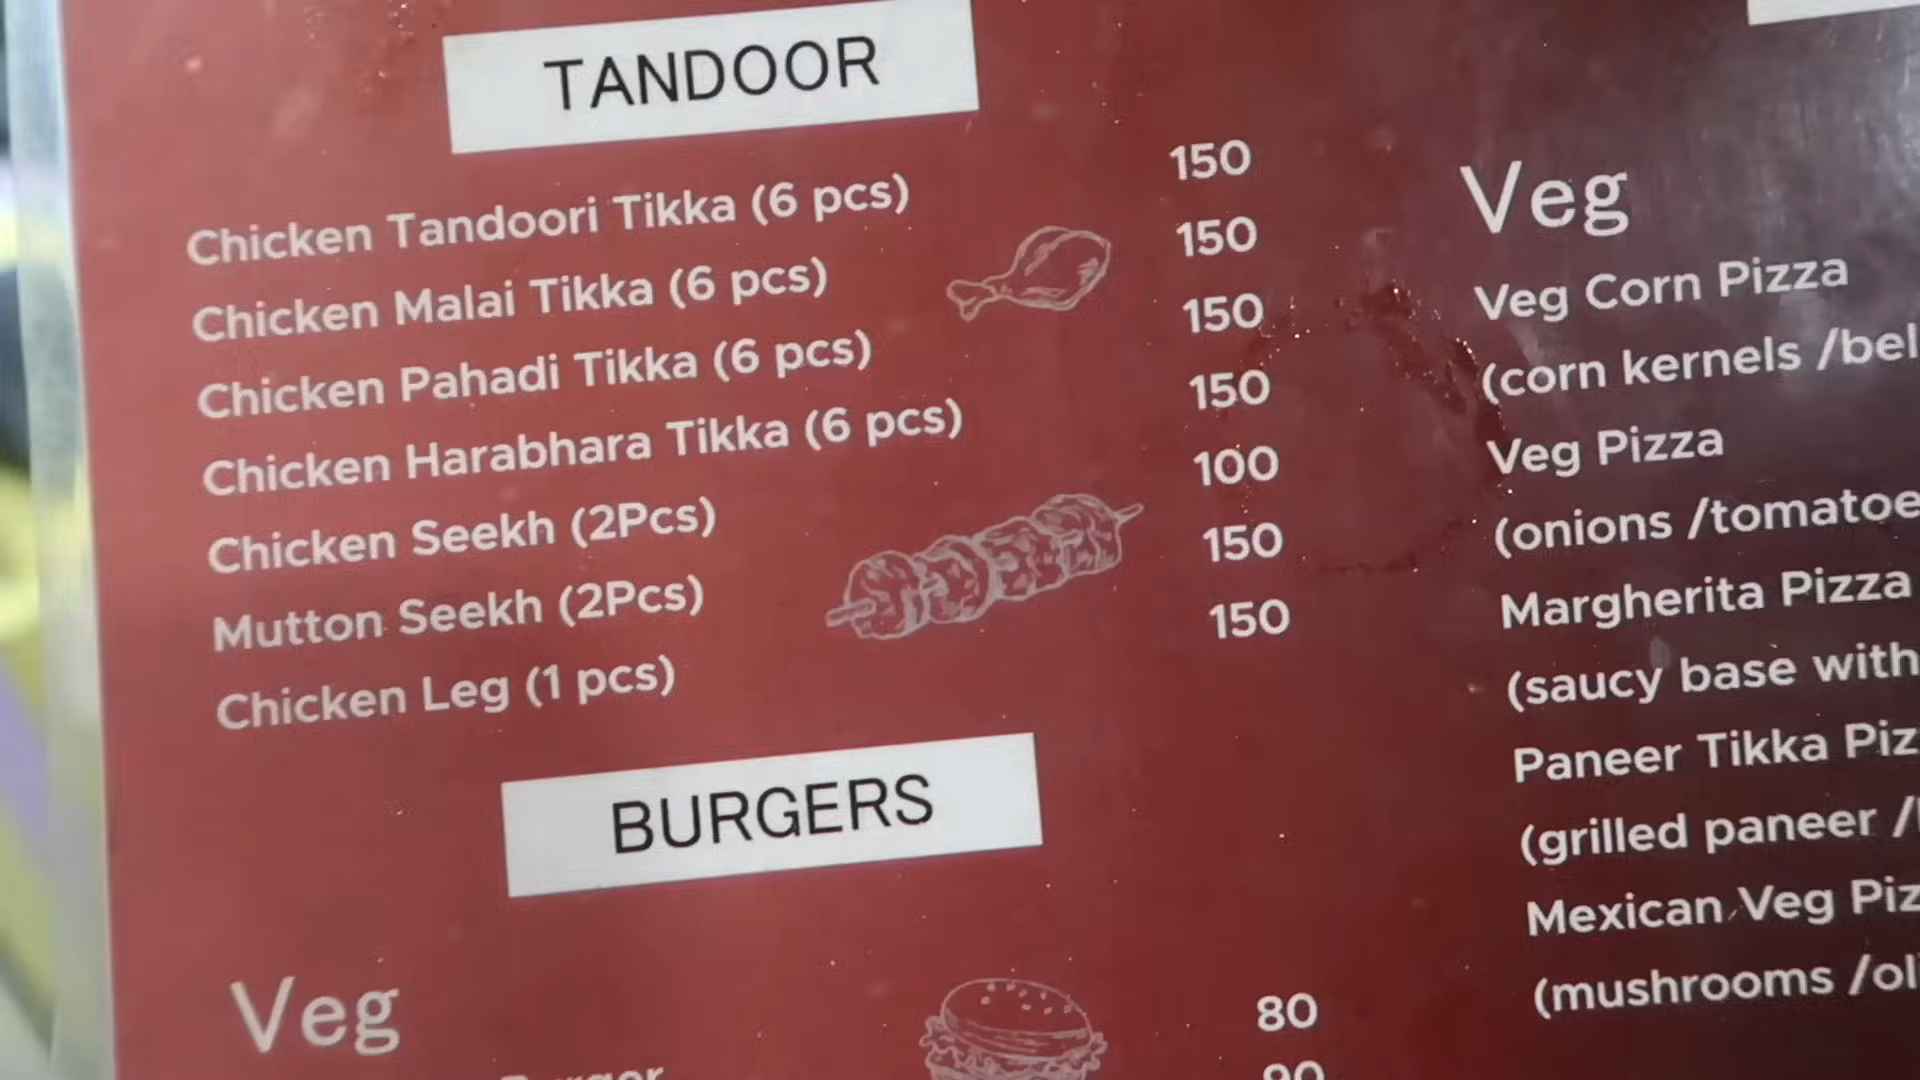 TANDOOR
Chicken Tandoori Tikka (6 pcs) 150
Chicken Malai Tikka (6 pcs) 150
Chicken Pahadi Tikka (6 pcs) 150
Chicken Harabhara Tikka (6 pcs) 150
Chicken Seekh (2Pcs) 100
Mutton Seekh (2Pcs) 150
Chicken Leg (1 pcs) 150
BURGERS
Veg
80
Burger 90
Veg
Veg Corn Pizza
(corn kernels /bel
Veg Pizza
(onions /tomatoe
Margherita Pizza
(saucy base with
Paneer Tikka Piz
(grilled paneer /
Mexican Veg Piz
(mushrooms /oli